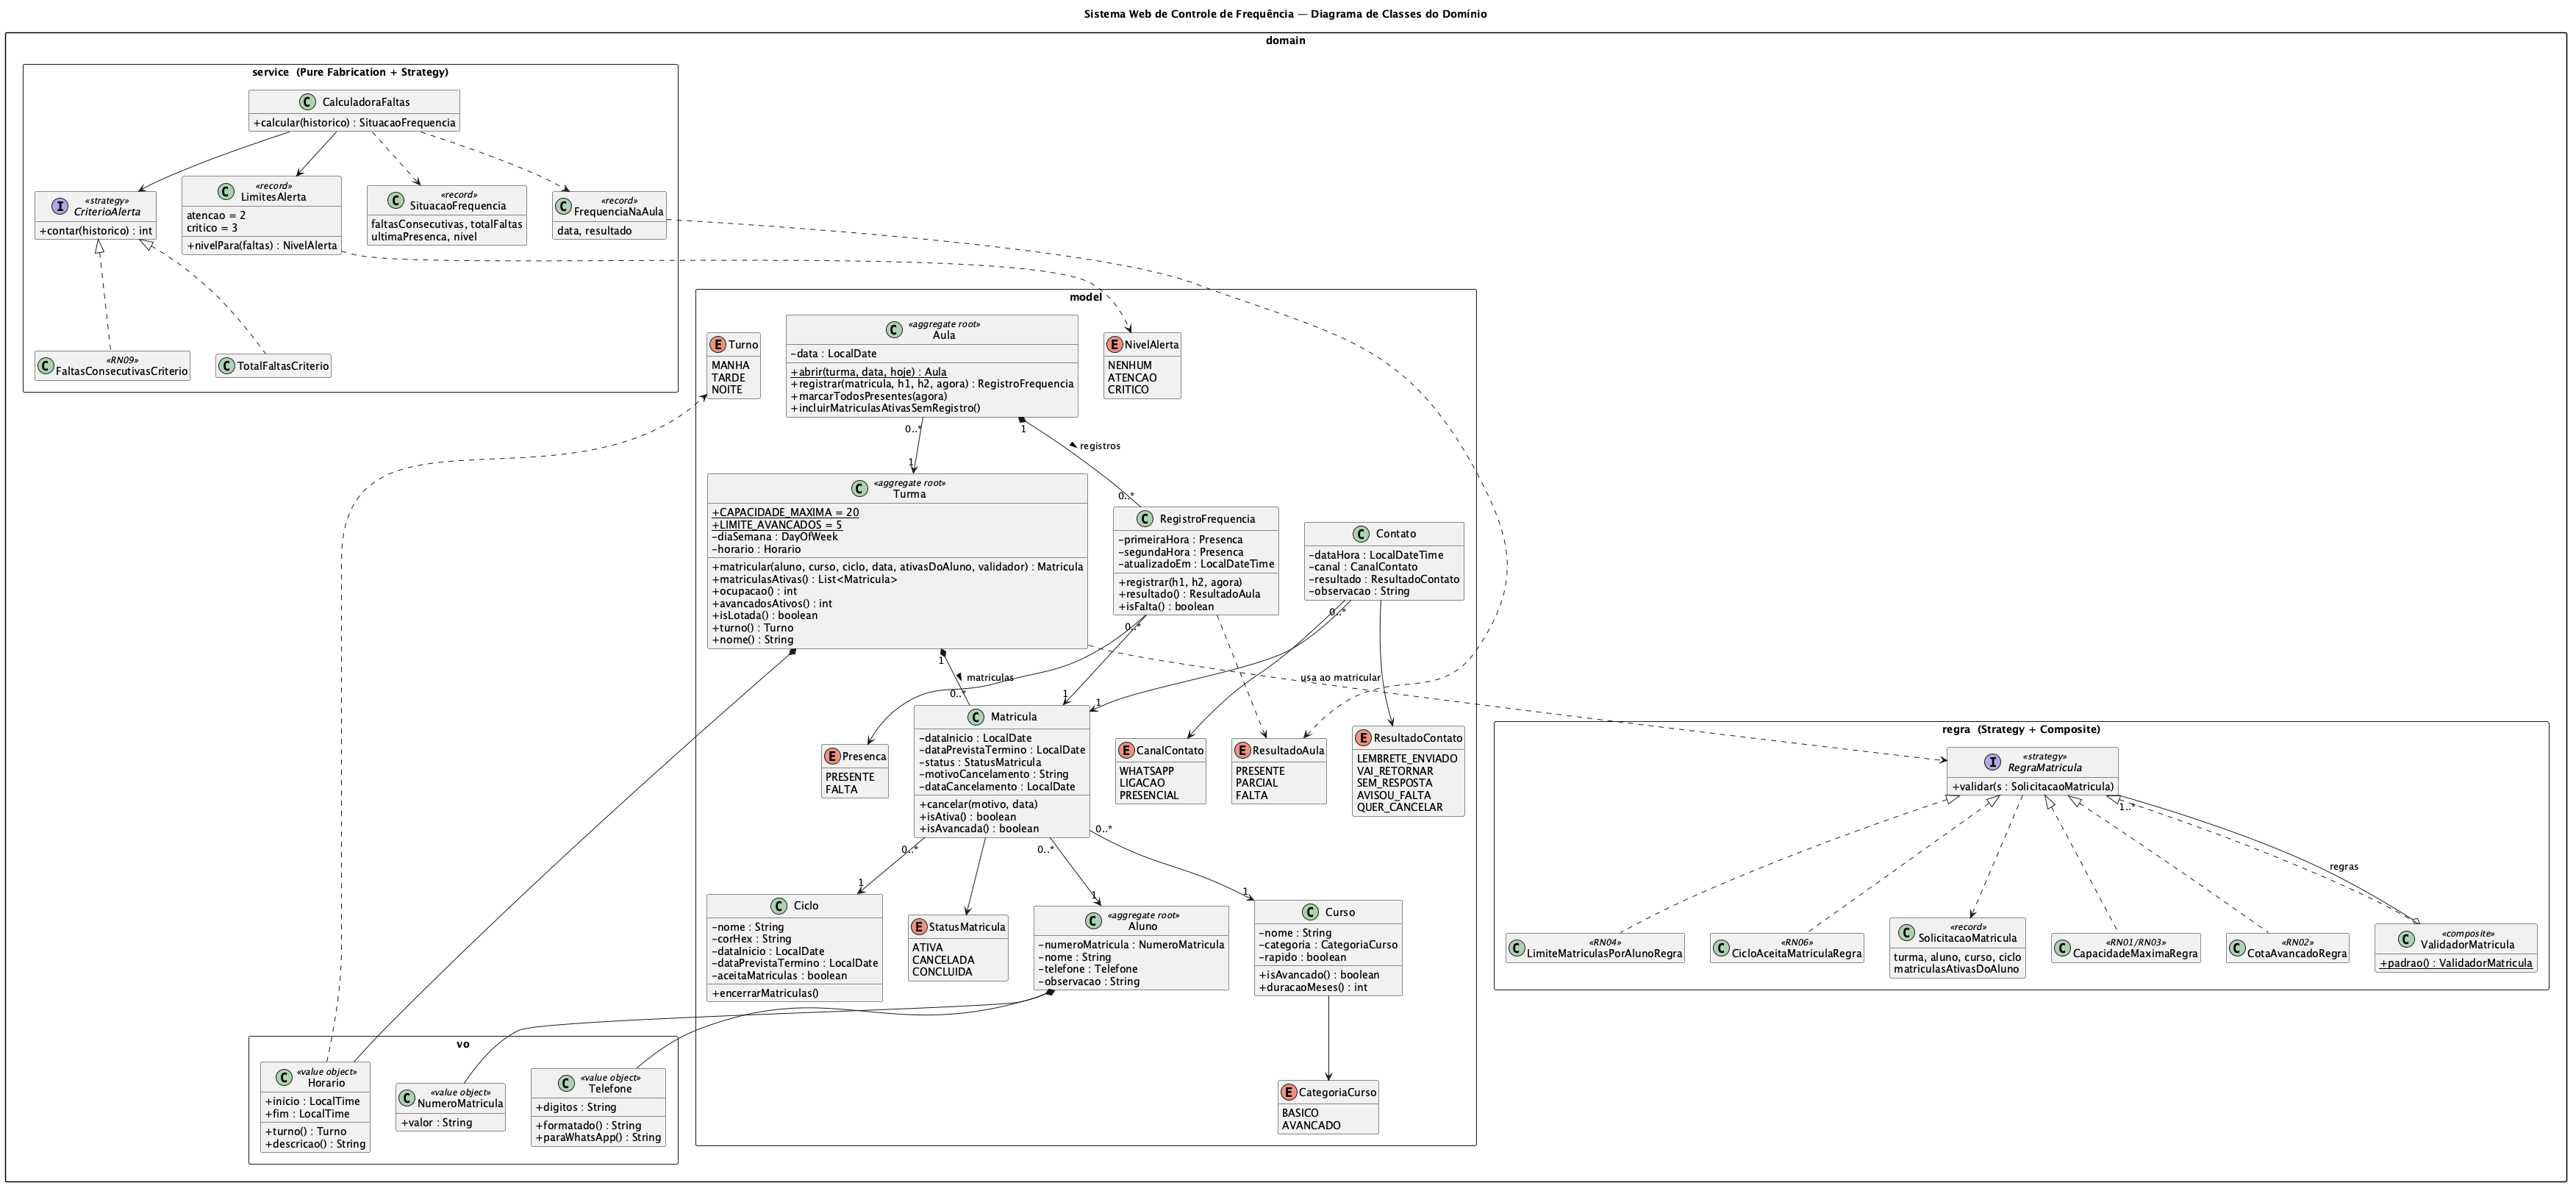 Sistema Web de Controle de Frequência — Diagrama de Classes do Domínio
domain
service (Pure Fabrication + Strategy)
C CalculadoraFaltas
+calcular(historico) : SituacaoFrequencia
I «strategy»
CriterioAlerta
+contar(historico) : int
C «record»
LimitesAlerta
atencao = 2
critico = 3
+nivelPara(faltas) : NivelAlerta
C «record»
SituacaoFrequencia
faltasConsecutivas, totalFaltas
ultimaPresenca, nivel
C «record»
FrequenciaNaAula
data, resultado
C «RN09»
FaltasConsecutivasCriterio
C TotalFaltasCriterio
model
E Turno
MANHA
TARDE
NOITE
C «aggregate root»
Aula
-data : LocalDate
+abrir(turma, data, hoje) : Aula
+registrar(matricula, h1, h2, agora) : RegistroFrequencia
+marcarTodosPresentes(agora)
+incluirMatriculasAtivasSemRegistro()
E NivelAlerta
NENHUM
ATENCAO
CRITICO
0..*
1
registros
1
0..*
C «aggregate root»
Turma
+CAPACIDADE_MAXIMA = 20
+LIMITE_AVANCADOS = 5
-diaSemana : DayOfWeek
-horario : Horario
+matricular(aluno, curso, ciclo, data, ativasDoAluno, validador) : Matricula
+matriculasAtivas() : List<Matricula>
+ocupacao() : int
+avancadosAtivos() : int
+isLotada() : boolean
+turno() : Turno
+nome() : String
C RegistroFrequencia
-primeiraHora : Presenca
-segundaHora : Presenca
-atualizadoEm : LocalDateTime
+registrar(h1, h2, agora)
+resultado() : ResultadoAula
+isFalta() : boolean
C Contato
-dataHora : LocalDateTime
-canal : CanalContato
-resultado : ResultadoContato
-observacao : String
0..*
0..*
1
matriculas
usa ao matricular
0..*
1
1
E Presenca
PRESENTE
FALTA
C Matricula
-dataInicio : LocalDate
-dataPrevistaTermino : LocalDate
-status : StatusMatricula
-motivoCancelamento : String
-dataCancelamento : LocalDate
+cancelar(motivo, data)
+isAtiva() : boolean
+isAvancada() : boolean
E CanalContato
WHATSAPP
LIGACAO
PRESENCIAL
E ResultadoAula
PRESENTE
PARCIAL
FALTA
E ResultadoContato
LEMBRETE_ENVIADO
VAI_RETORNAR
SEM_RESPOSTA
AVISOU_FALTA
QUER_CANCELAR
0..*
0..*
0..*
1
1
1
C Ciclo
-nome : String
-corHex : String
-dataInicio : LocalDate
-dataPrevistaTermino : LocalDate
-aceitaMatriculas : boolean
+encerrarMatriculas()
E StatusMatricula
ATIVA
CANCELADA
CONCLUIDA
C «aggregate root»
Aluno
-numeroMatricula : NumeroMatricula
-nome : String
-telefone : Telefone
-observacao : String
C Curso
-nome : String
-categoria : CategoriaCurso
-rapido : boolean
+isAvancado() : boolean
+duracaoMeses() : int
E CategoriaCurso
BASICO
AVANCADO
regra (Strategy + Composite)
I «strategy»
RegraMatricula
+validar(s : SolicitacaoMatricula)
1..*
regras
C «RN04»
LimiteMatriculasPorAlunoRegra
C «RN06»
CicloAceitaMatriculaRegra
C «record»
SolicitacaoMatricula
turma, aluno, curso, ciclo
matriculasAtivasDoAluno
C «RN01/RN03»
CapacidadeMaximaRegra
C «RN02»
CotaAvancadoRegra
C «composite»
ValidadorMatricula
+padrao() : ValidadorMatricula
vo
C «value object»
Horario
+inicio : LocalTime
+fim : LocalTime
+turno() : Turno
+descricao() : String
C «value object»
NumeroMatricula
+valor : String
C «value object»
Telefone
+digitos : String
+formatado() : String
+paraWhatsApp() : String